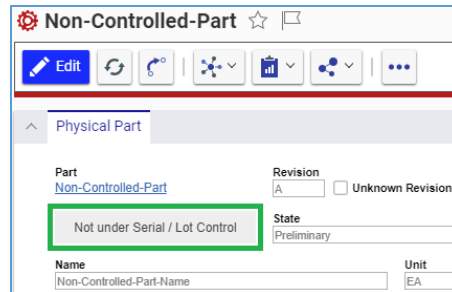 Non-Controlled-Part
Edit
Physical Part
Part
Non-Controlled-Part
Revision
A
Unknown Revision
Not under Serial / Lot Control
State
Preliminary
Name
Non-Controlled-Part-Name
Unit
EA